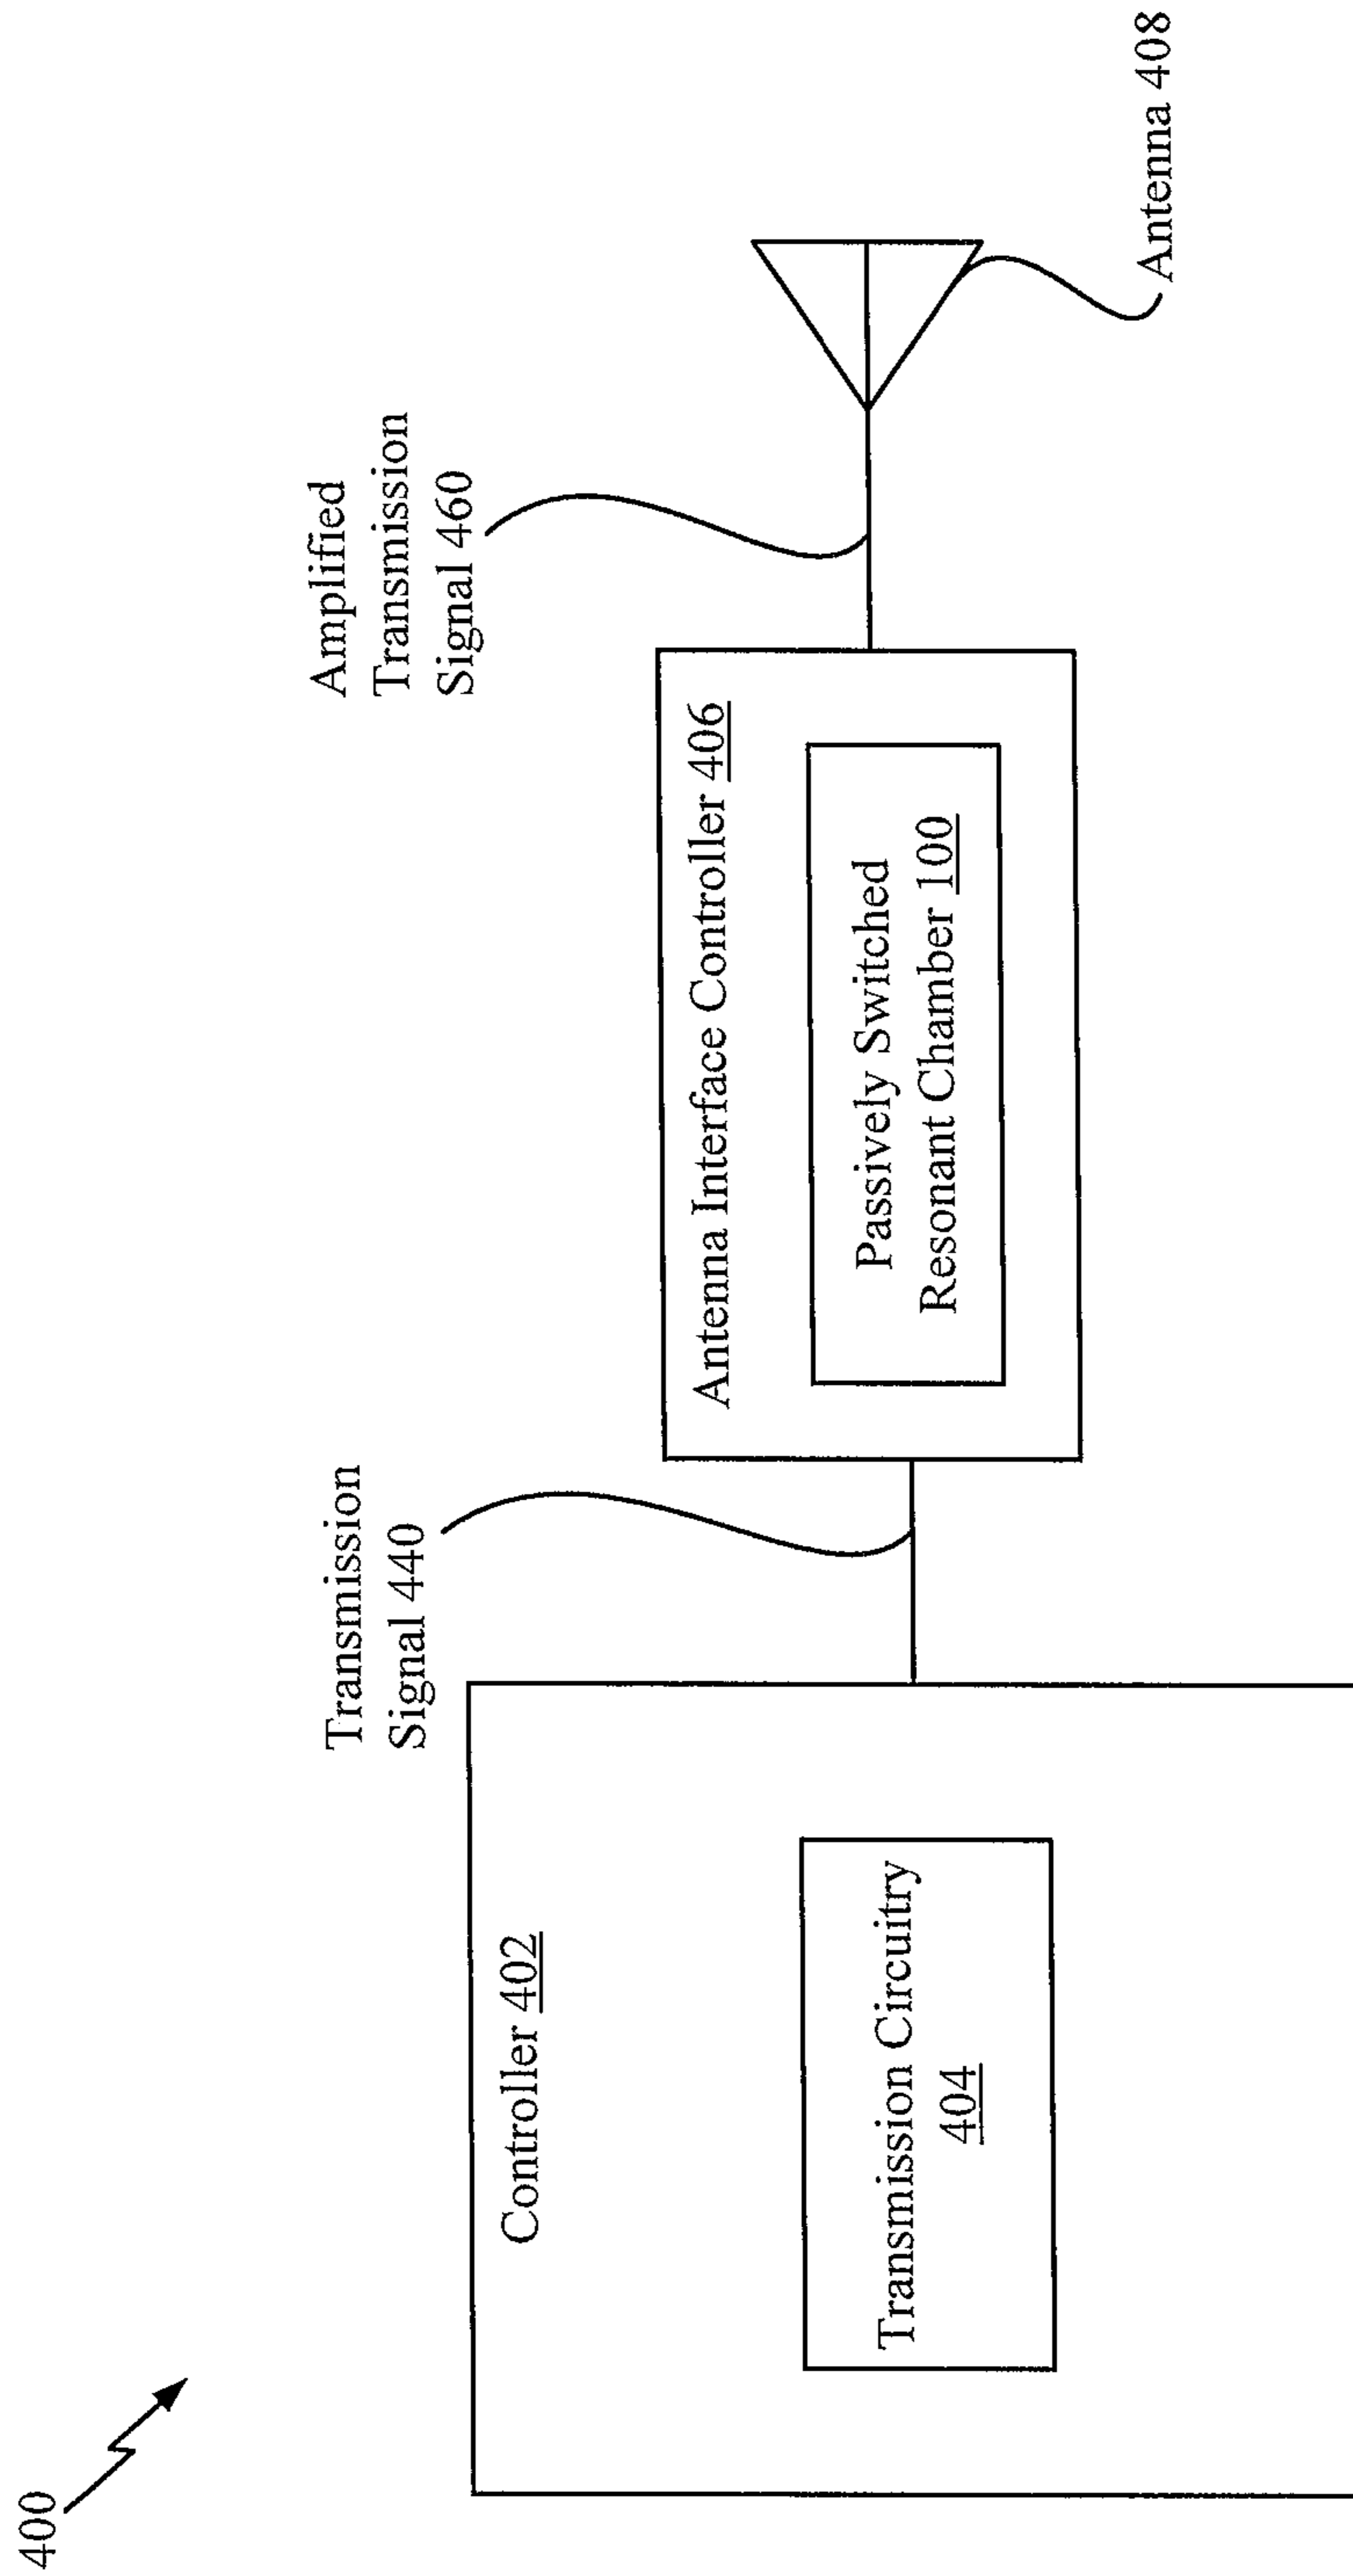 400
Controller 402
Transmission Circuitry
404
Transmission
Signal 440
Antenna Interface Controller 406
Passively Switched
Resonant Chamber 100
Amplified
Transmission
Signal 460
Antenna 408